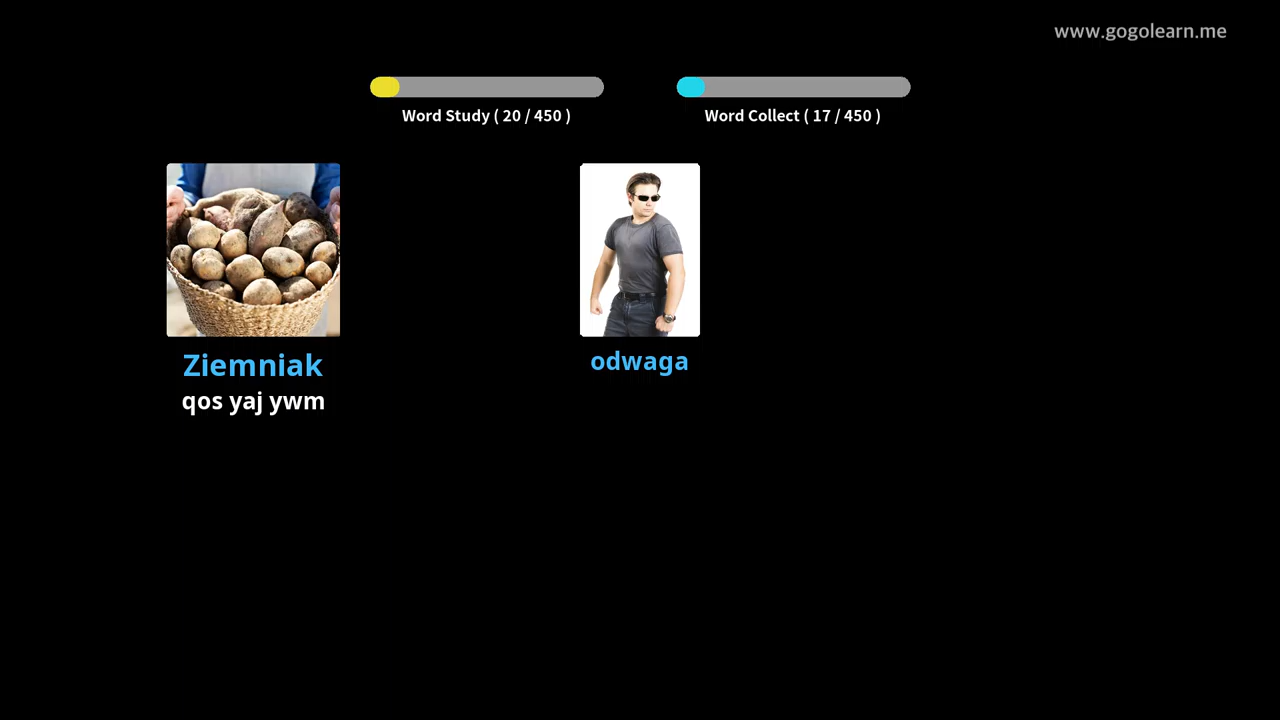 www.gogolearn.me
Word Study ( 20 / 450 )
Word Collect ( 17 / 450 )
Ziemniak
qos yaj ywm
odwaga